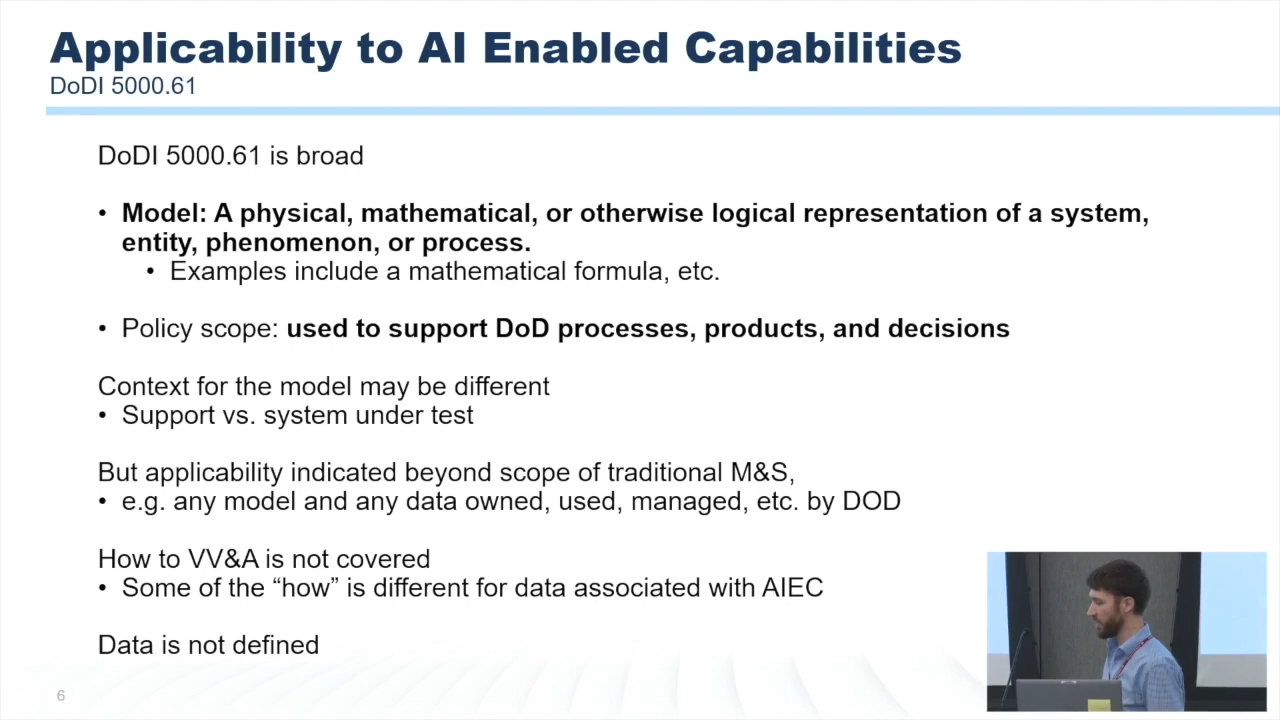 Applicability to AI Enabled Capabilities
DoDI 5000.61
DoDI 5000.61 is broad
• Model: A physical, mathematical, or otherwise logical representation of a system,
entity, phenomenon, or process.
• Examples include a mathematical formula, etc.
• Policy scope: used to support DoD processes, products, and decisions
Context for the model may be different
• Support vs. system under test
But applicability indicated beyond scope of traditional M&S,
• e.g. any model and any data owned, used, managed, etc. by DOD
How to VV&A is not covered
• Some of the “how” is different for data associated with AIEC
Data is not defined
6